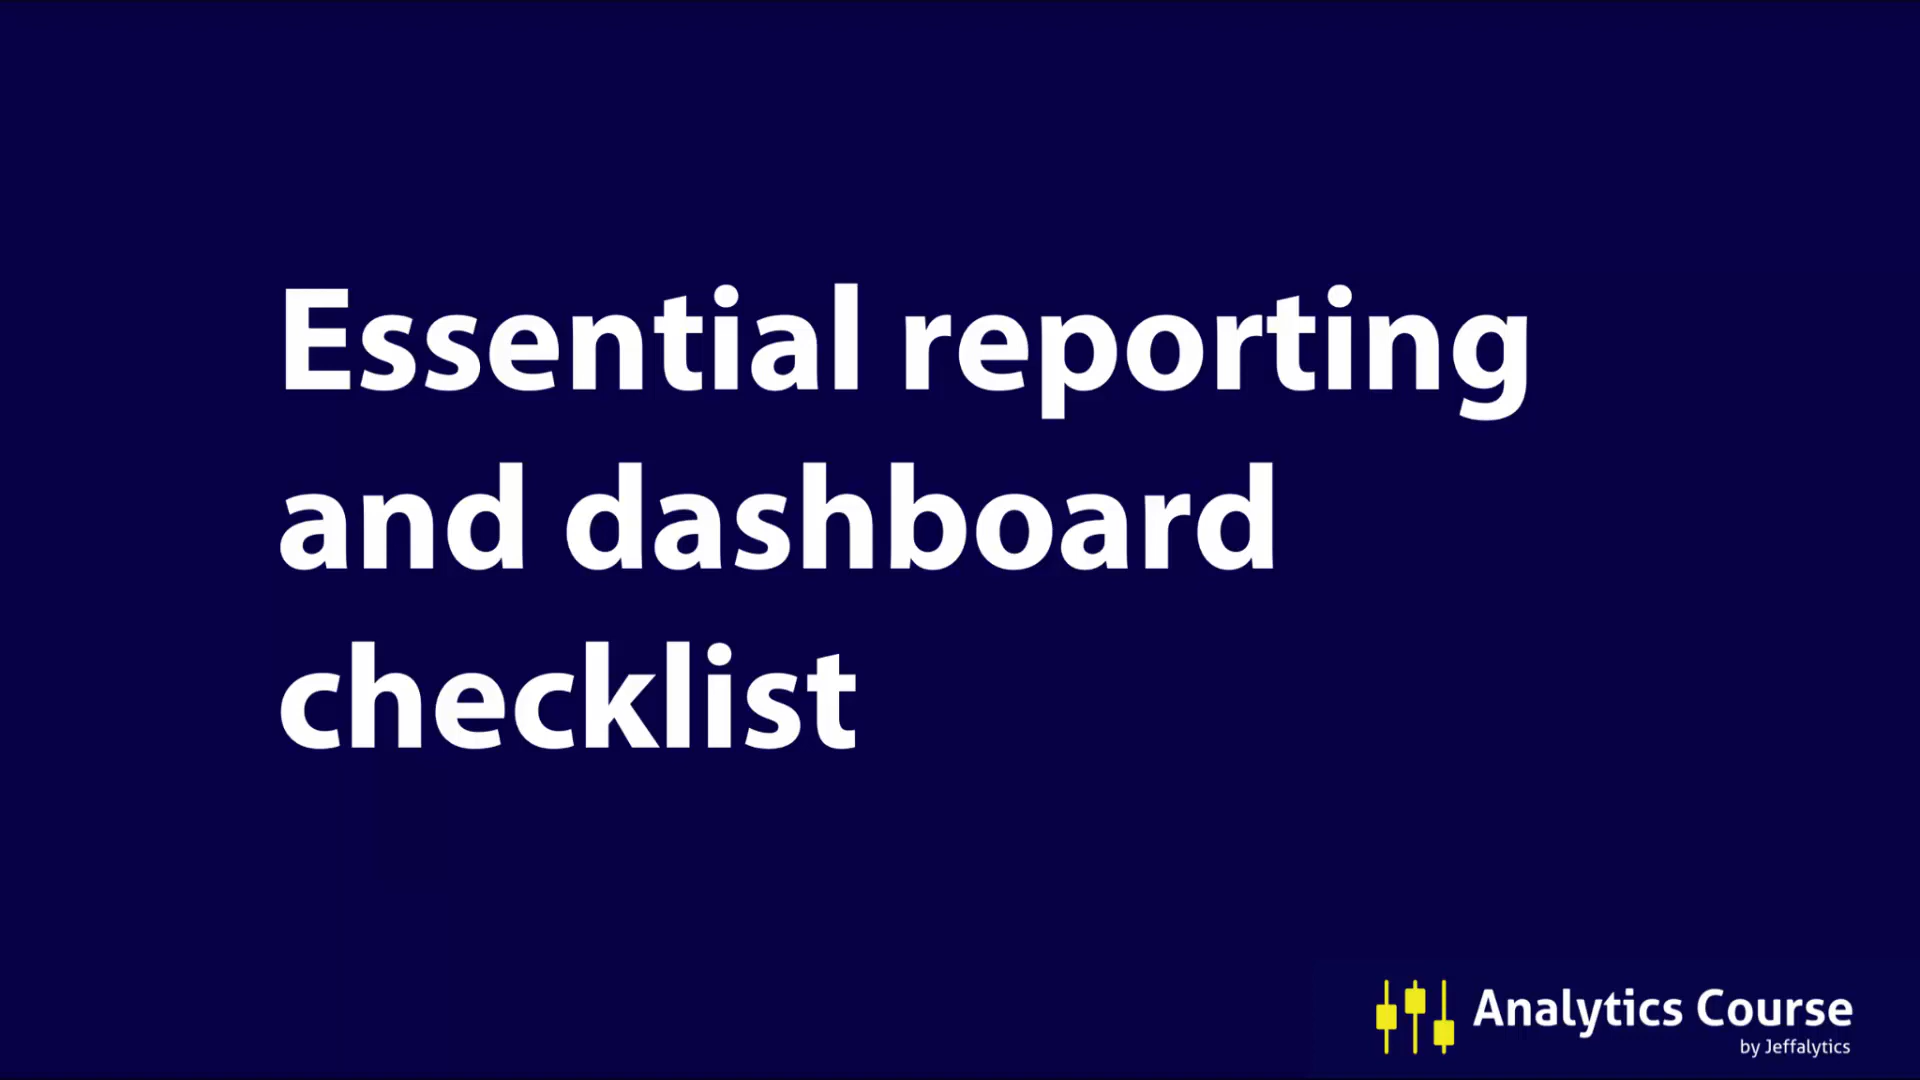 Essential reporting
and dashboard
checklist
Analytics Course
by Jeffalytics